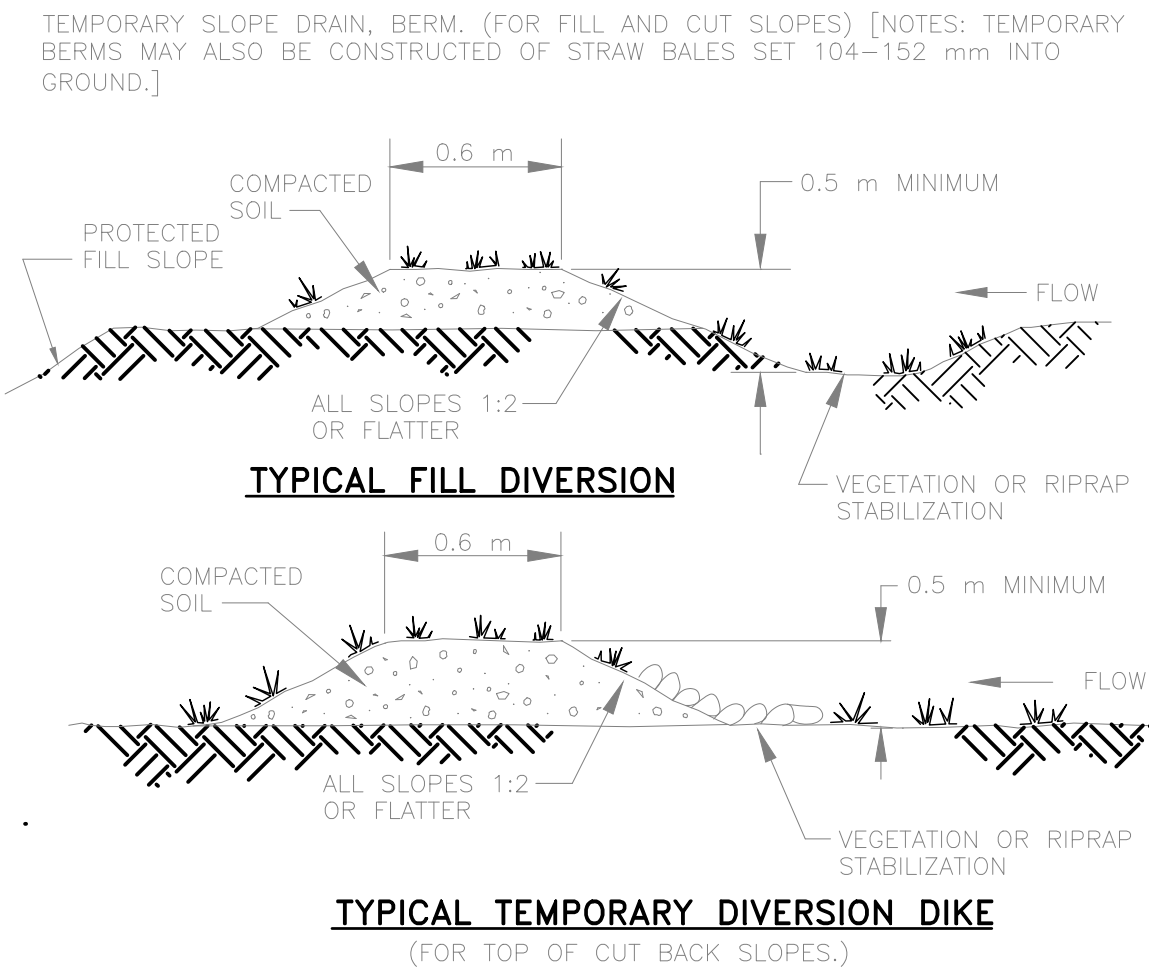 TEMPORARY SLOPE DRAIN, BERM. (FOR FILL AND CUT SLOPES) [NOTES: TEMPORARY
BERMS MAY ALSO BE CONSTRUCTED OF STRAW BALES SET 104-152 mm INTO
GROUND.]
0.6 m
COMPACTED
SOIL
0.5 m MINIMUM
PROTECTED
FILL SLOPE
FLOW
ALL SLOPES 1:2
OR FLATTER
TYPICAL FILL DIVERSION
VEGETATION OR RIPRAP
STABILIZATION
0.6 m
COMPACTED
SOIL
0.5 m MINIMUM
FLOW
ALL SLOPES 1:2
OR FLATTER
VEGETATION OR RIPRAP
STABILIZATION
TYPICAL TEMPORARY DIVERSION DIKE
(FOR TOP OF CUT BACK SLOPES.)